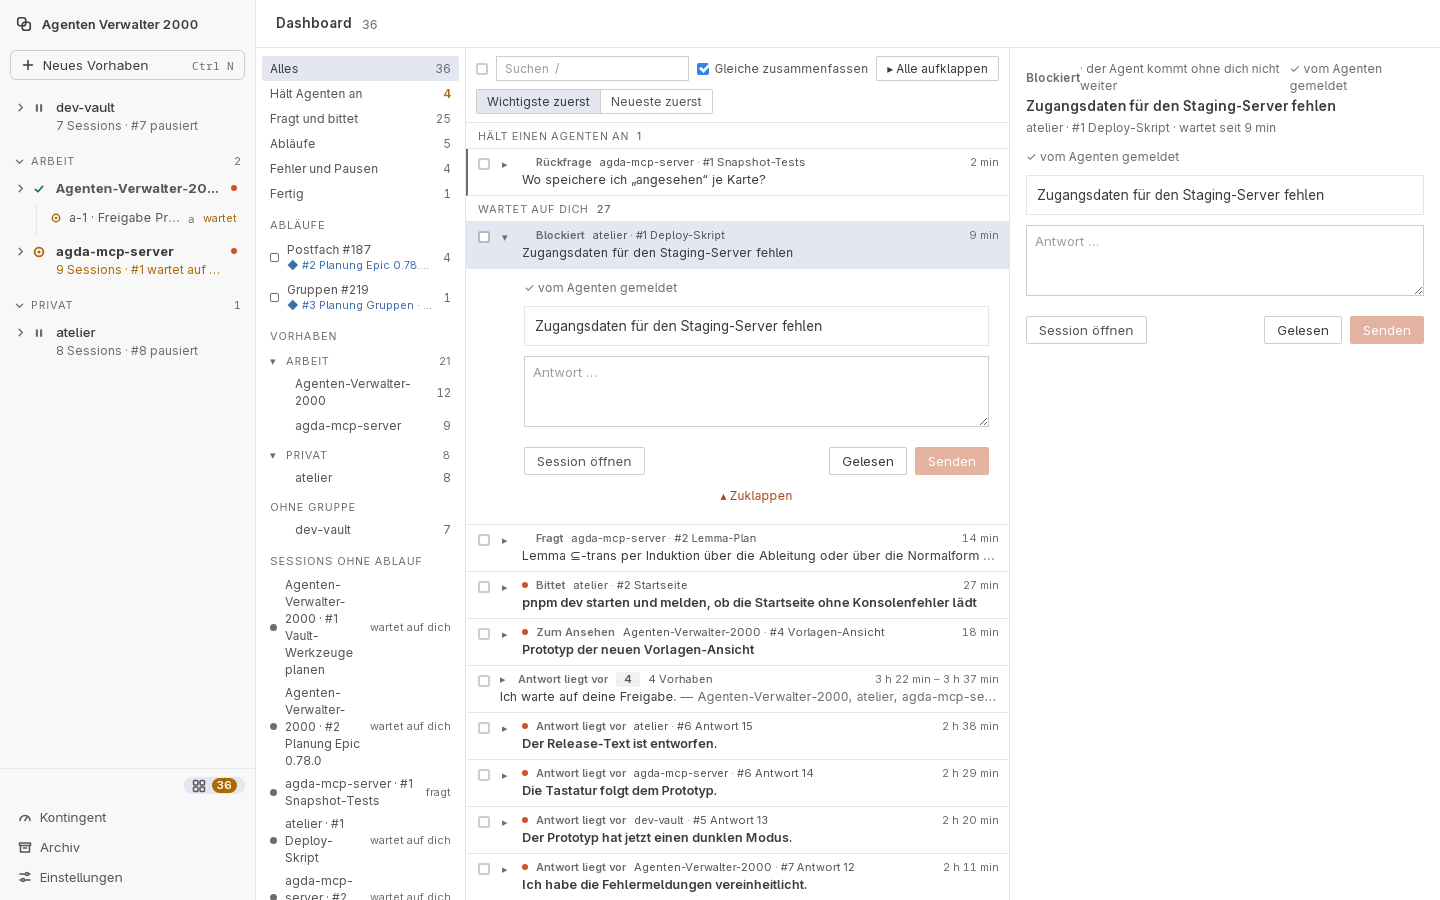 Agenten Verwalter 2000
Neues Vorhaben Ctrl N
dev-vault
7 Sessions · #7 pausiert
ARBEIT 2
Agenten-Verwalter-20…
a-1 · Freigabe Pr… a wartet
agda-mcp-server
9 Sessions · #1 wartet auf …
PRIVAT 1
atelier
8 Sessions · #8 pausiert
36
Kontingent
Archiv
Einstellungen
Dashboard 36
Alles 36
Hält Agenten an 4
Fragt und bittet 25
Abläufe 5
Fehler und Pausen 4
Fertig 1
ABLÄUFE
Postfach #187
#2 Planung Epic 0.78.… 4
Gruppen #219
#3 Planung Gruppen · … 1
VORHABEN
ARBEIT 21
Agenten-Verwalter-
2000 12
agda-mcp-server 9
PRIVAT 8
atelier 8
OHNE GRUPPE
dev-vault 7
SESSIONS OHNE ABLAUF
Agenten-
Verwalter-
2000 · #1 wartet auf dich
Vault-
Werkzeuge
planen
Agenten-
Verwalter-
2000 · #2 wartet auf dich
Planung Epic
0.78.0
agda-mcp-server · #1 fragt
Snapshot-Tests
atelier · #1
Deploy- wartet auf dich
Skript
agda-mcp-
server · #2 wartet auf dich
Suchen /
Gleiche zusammenfassen
▸ Alle aufklappen
Wichtigste zuerst Neueste zuerst
HÄLT EINEN AGENTEN AN 1
Rückfrage agda-mcp-server · #1 Snapshot-Tests 2 min
Wo speichere ich „angesehen“ je Karte?
WARTET AUF DICH 27
Blockiert atelier · #1 Deploy-Skript 9 min
Zugangsdaten für den Staging-Server fehlen
✓ vom Agenten gemeldet
Zugangsdaten für den Staging-Server fehlen
Antwort …
Session öffnen Gelesen Senden
▴ Zuklappen
Fragt agda-mcp-server · #2 Lemma-Plan 14 min
Lemma ⊆-trans per Induktion über die Ableitung oder über die Normalform …
Bittet atelier · #2 Startseite 27 min
pnpm dev starten und melden, ob die Startseite ohne Konsolenfehler lädt
Zum Ansehen Agenten-Verwalter-2000 · #4 Vorlagen-Ansicht 18 min
Prototyp der neuen Vorlagen-Ansicht
Antwort liegt vor 4 4 Vorhaben 3 h 22 min – 3 h 37 min
Ich warte auf deine Freigabe. — Agenten-Verwalter-2000, atelier, agda-mcp-se…
Antwort liegt vor atelier · #6 Antwort 15 2 h 38 min
Der Release-Text ist entworfen.
Antwort liegt vor agda-mcp-server · #6 Antwort 14 2 h 29 min
Die Tastatur folgt dem Prototyp.
Antwort liegt vor dev-vault · #5 Antwort 13 2 h 20 min
Der Prototyp hat jetzt einen dunklen Modus.
Antwort liegt vor Agenten-Verwalter-2000 · #7 Antwort 12 2 h 11 min
Ich habe die Fehlermeldungen vereinheitlicht.
Blockiert · der Agent kommt ohne dich nicht weiter ✓ vom Agenten gemeldet
Zugangsdaten für den Staging-Server fehlen
atelier · #1 Deploy-Skript · wartet seit 9 min
✓ vom Agenten gemeldet
Zugangsdaten für den Staging-Server fehlen
Antwort …
Session öffnen Gelesen Senden